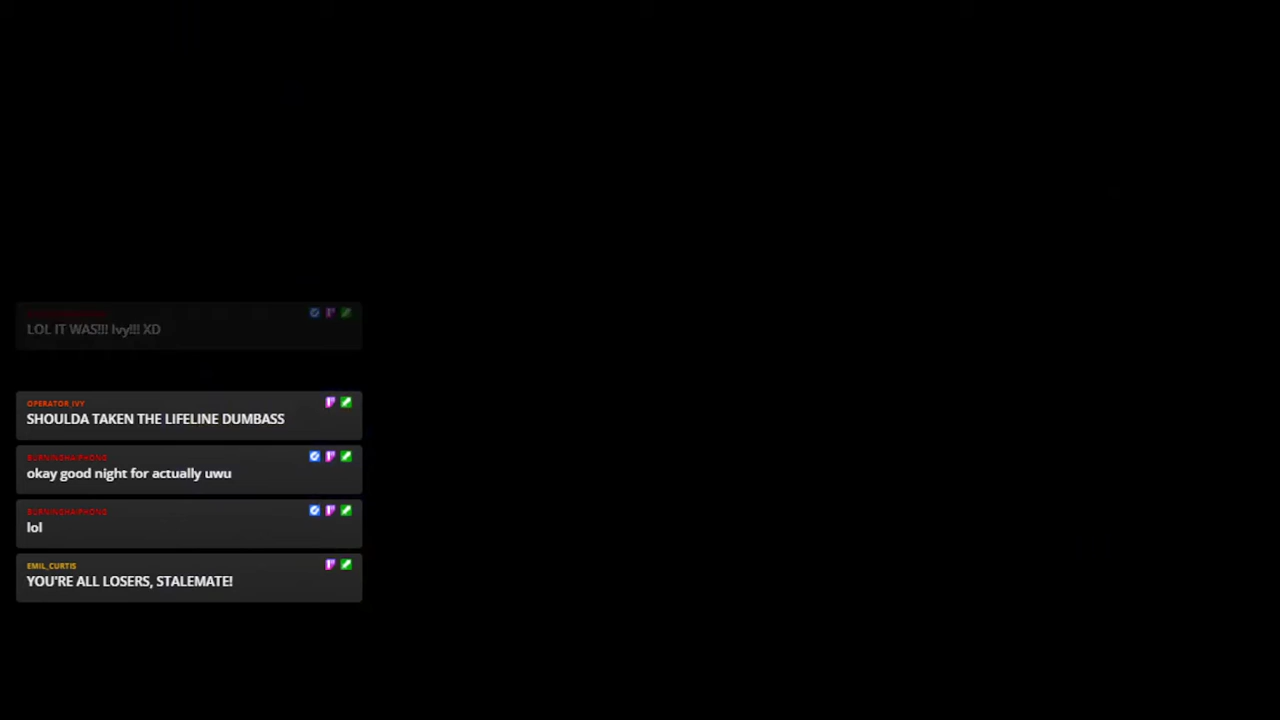 LOL IT WAS!!! Ivy!!! XD
OPERATOR_IVY
SHOULDA TAKEN THE LIFELINE DUMBASS
okay good night for actually uwu
lol
EMIL_CURTIS
YOU'RE ALL LOSERS, STALEMATE!